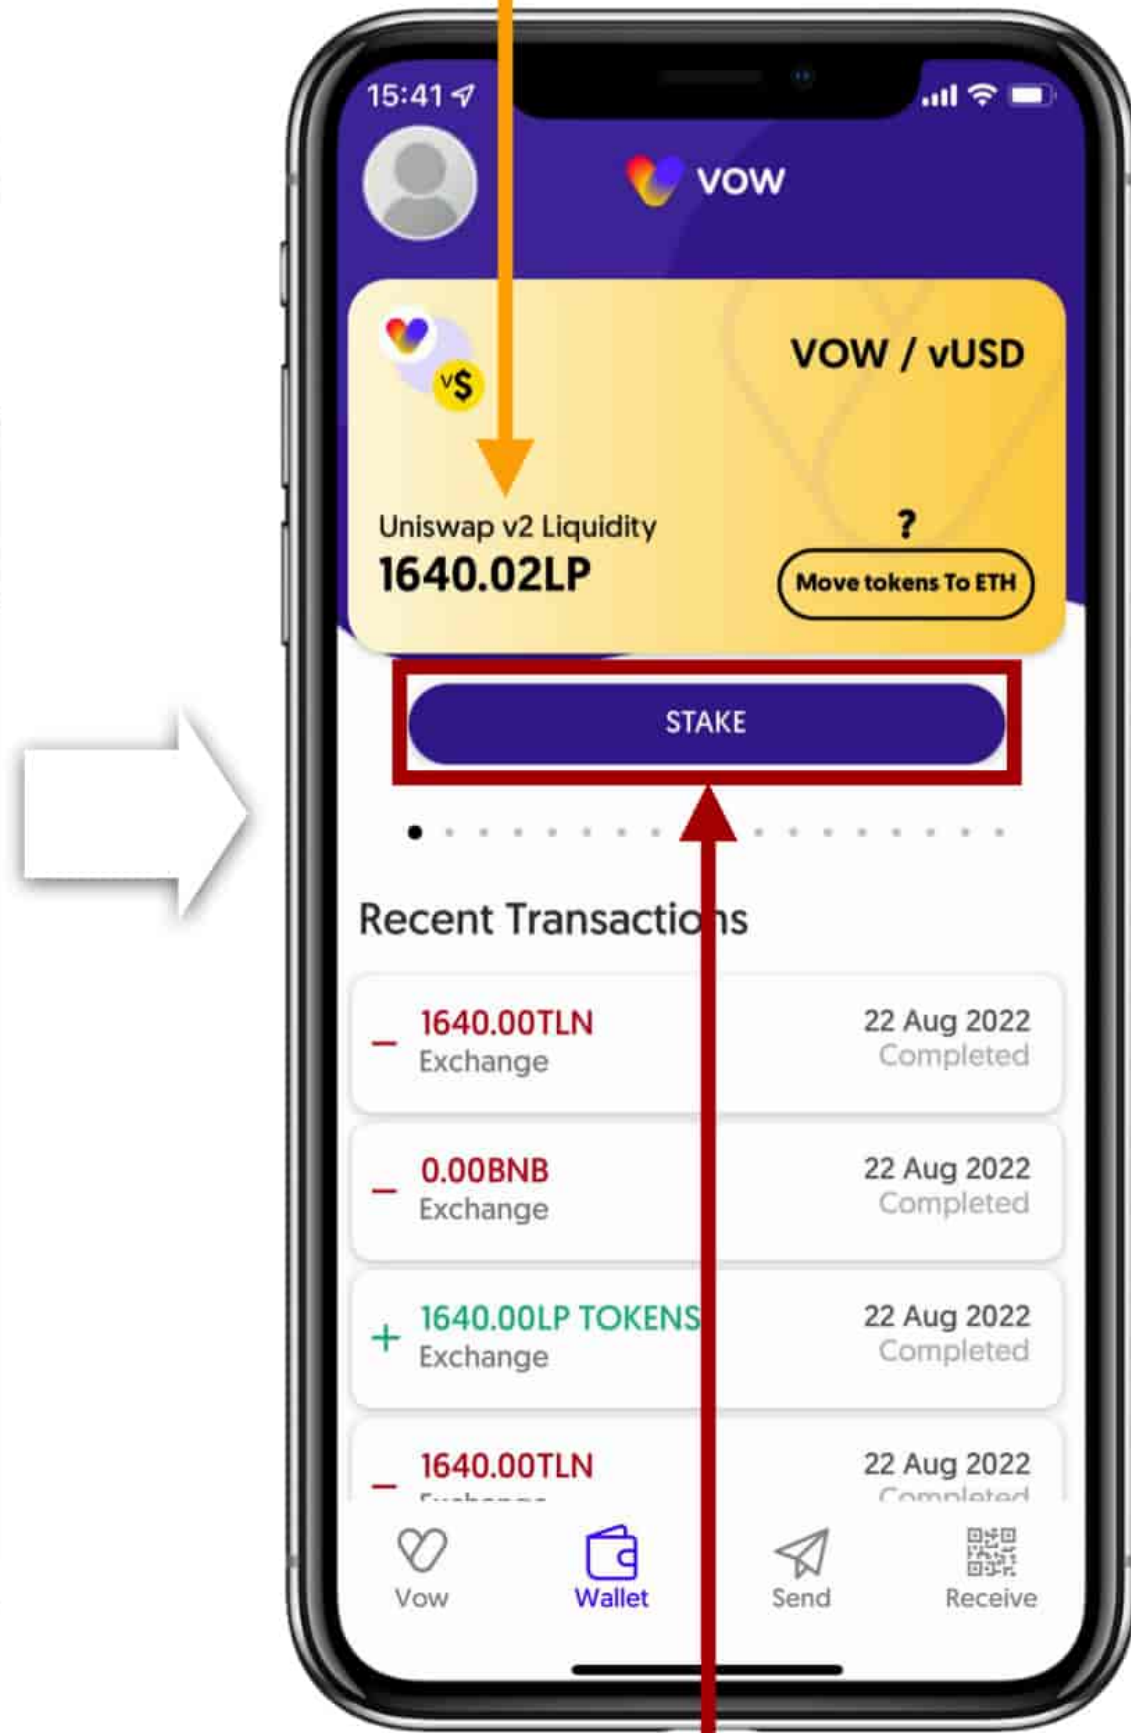 15:41
VOW
VOW / vUSD
v$
Uniswap v2 Liquidity
?
1640.02LP
Move tokens To ETH
STAKE
Recent Transactions
1640.00TLN
22 Aug 2022
Exchange
Completed
0.00BNB
22 Aug 2022
Exchange
Completed
1640.00LP TOKENS
22 Aug 2022
Exchange
Completed
1640.00TLN
22 Aug 2022
Exchange
Completed
Vow
Wallet
Send
Receive